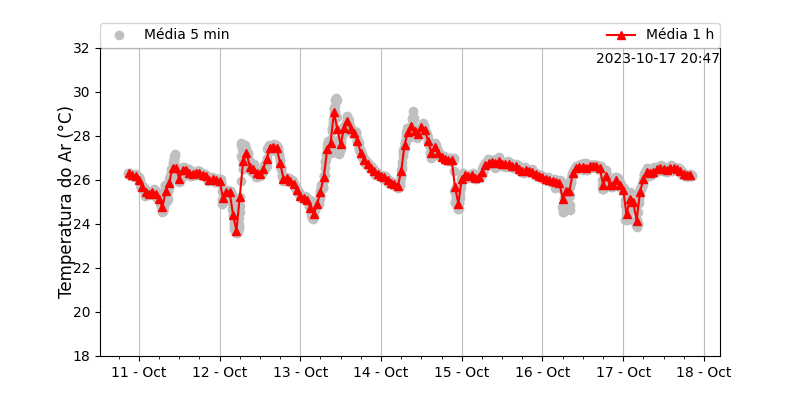 Média 5 min
Média 1 h
2023-10-17 20:47
Temperatura do Ar (°C)
32
30
28
26
24
22
20
18
11 - Oct
12 - Oct
13 - Oct
14 - Oct
15 - Oct
16 - Oct
17 - Oct
18 - Oct